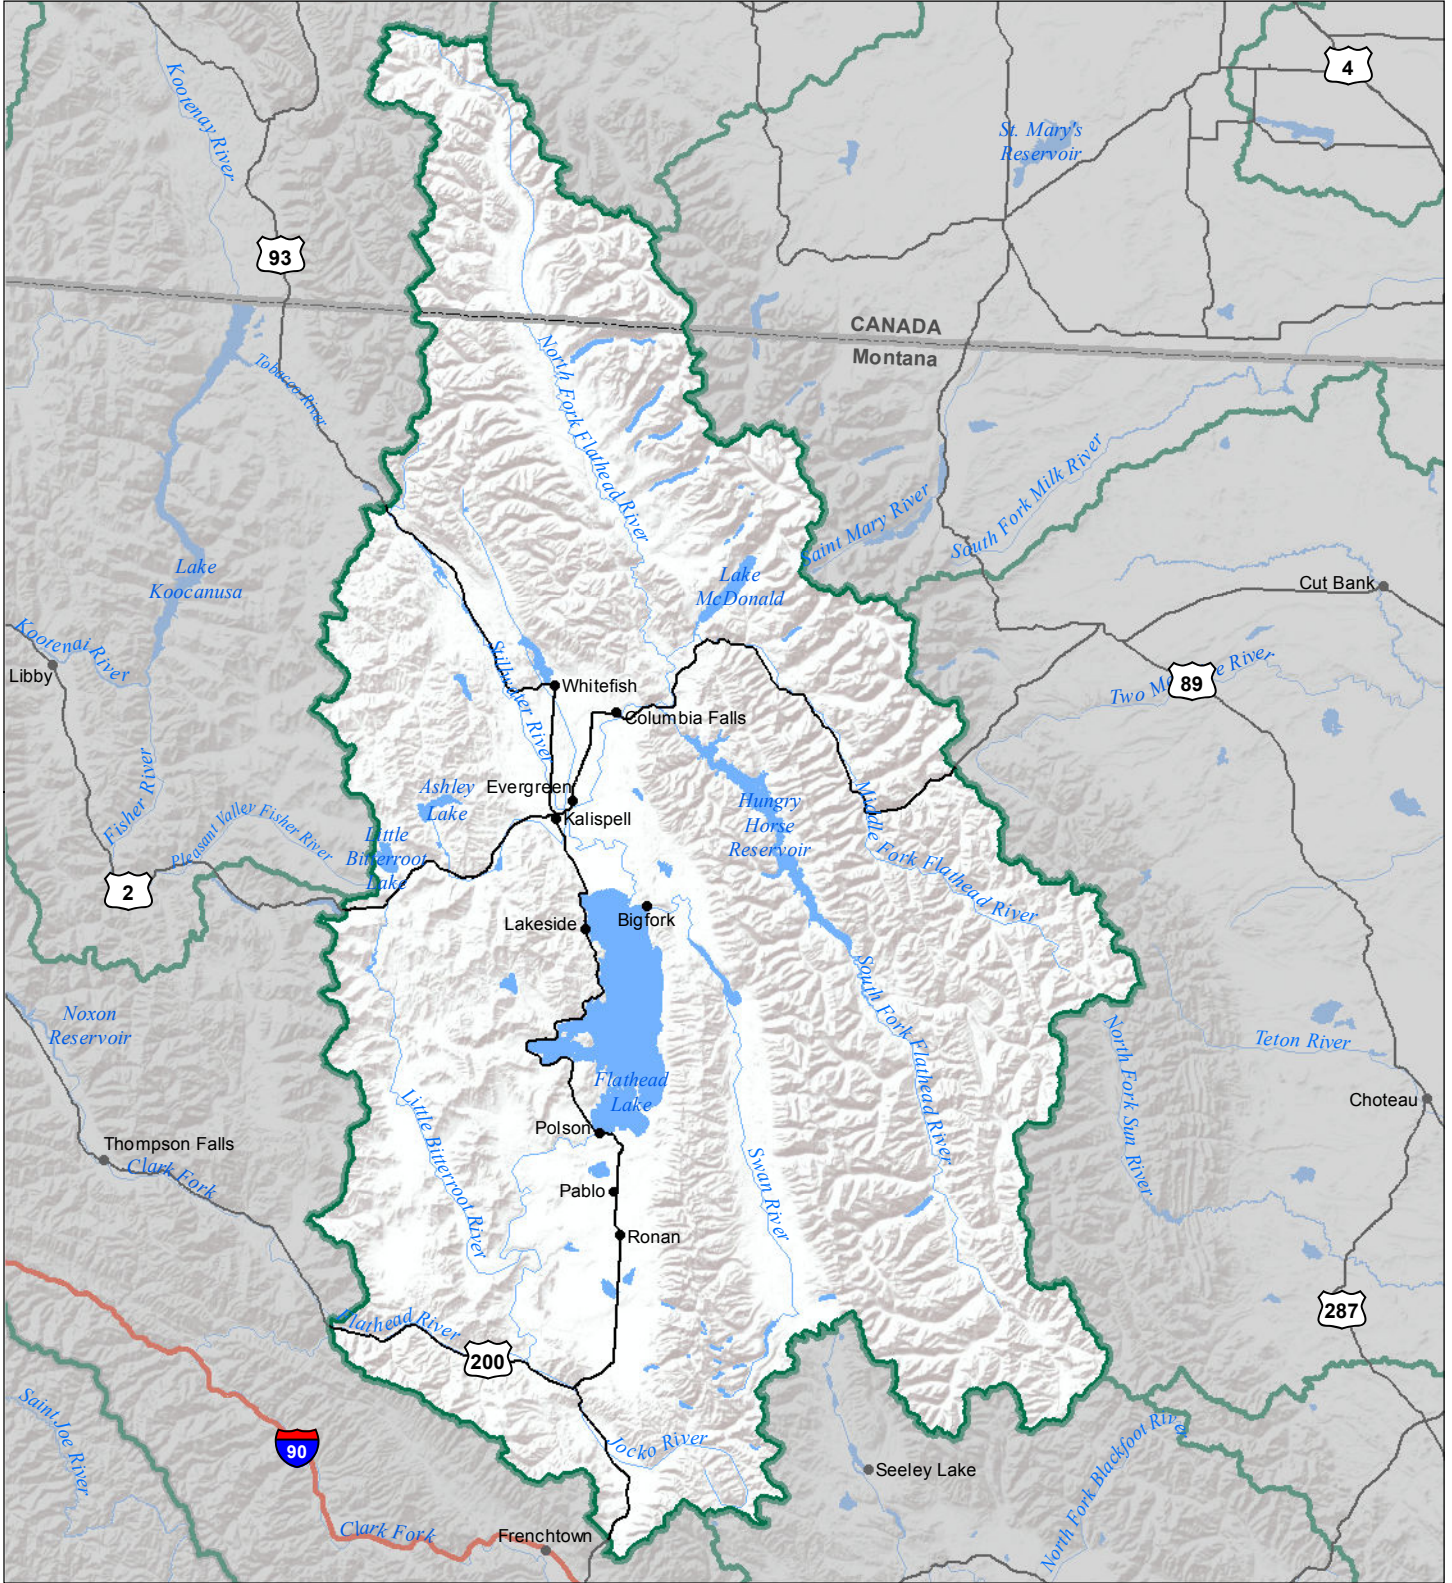 4
Kootenay River
St. Mary's
Reservoir
93
CANADA
Montana
Tobacco River
North Fork Flathead River
South Fork Milk River
Saint Mary River
Lake
Koocanusa
Lake
McDonald
Cut Bank
Kootenai River
Libby
Stillwater River
Whitefish
Columbia Falls
Two Me e River
89
Fisher River
Ashley
Lake
Evergreen
Kalispell
Hungry
Horse
Reservoir
Middle Fork Flathead River
Pleasant Valley Fisher River
Little
Bitterroot
Lake
2
Lakeside
Bigfork
South Fork Flathead River
Noxon
Reservoir
North Fork Sun River
Teton River
Flathead
Lake
Choteau
Little Bitterroot River
Polson
Thompson Falls
Clark Fork
Swan River
Pablo
Ronan
Flathead River
200
287
Saint Joe River
90
Jocko River
Seeley Lake
North Fork Blackfoot River
Clark Fork
Frenchtown